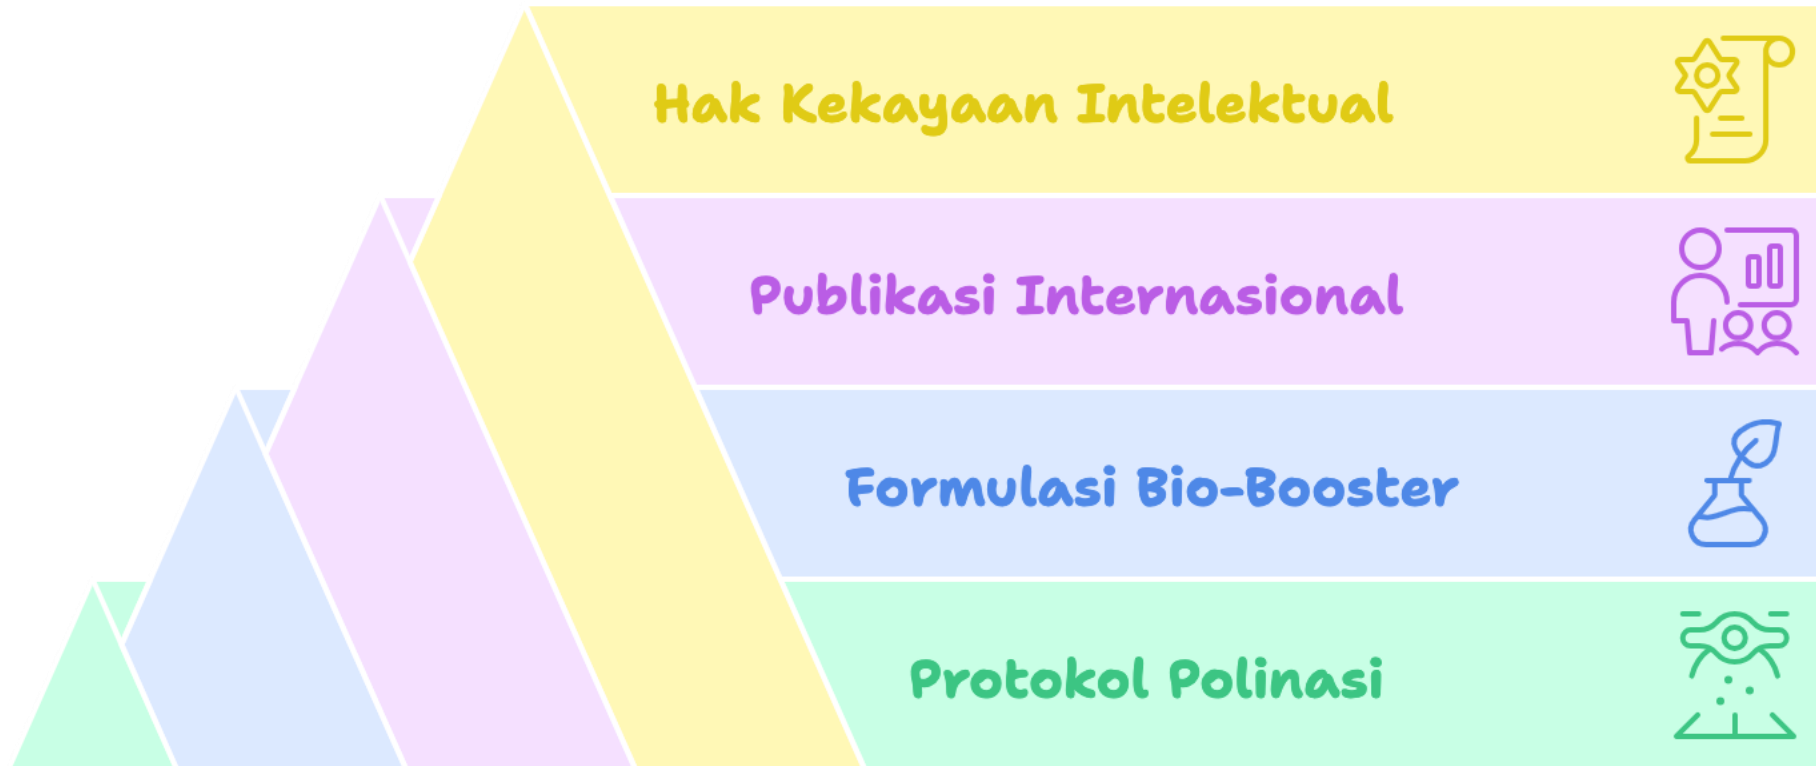 Hak Kekayaan Intelektual
Publikasi Internasional
Formulasi Bio-Booster
Protokol Polinasi